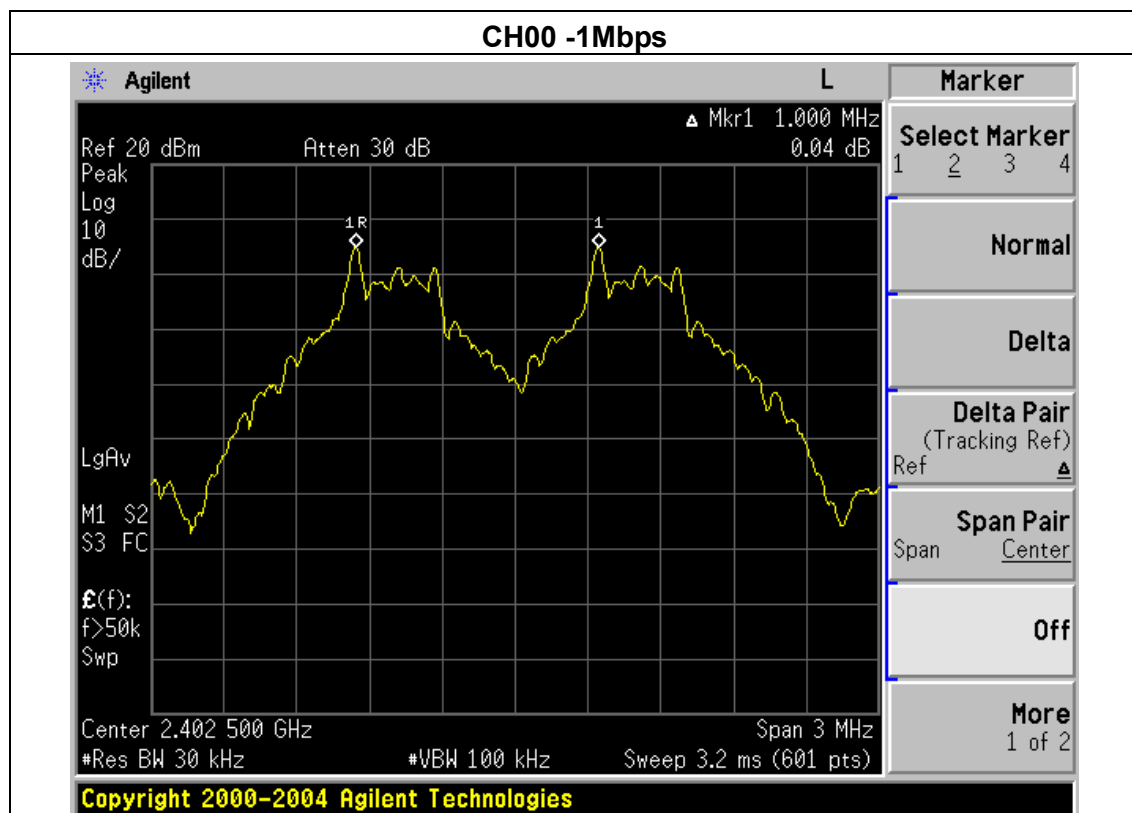 CH00 -1Mbps
Agilent L Marker
Δ Mkr1 1.000 MHz
Ref 20 dBm Atten 30 dB 0.04 dB
Peak
Log
10
dB/
1R
1
LgAv
M1 S2
S3 FC
£(f):
f>50k
Swp
Center 2.402 500 GHz Span 3 MHz
#Res BW 30 kHz #VBW 100 kHz Sweep 3.2 ms (601 pts)
Copyright 2000-2004 Agilent Technologies
Select Marker
1 2 3 4
Normal
Delta
Delta Pair
(Tracking Ref)
Ref Δ
Span Pair
Span Center
Off
More
1 of 2